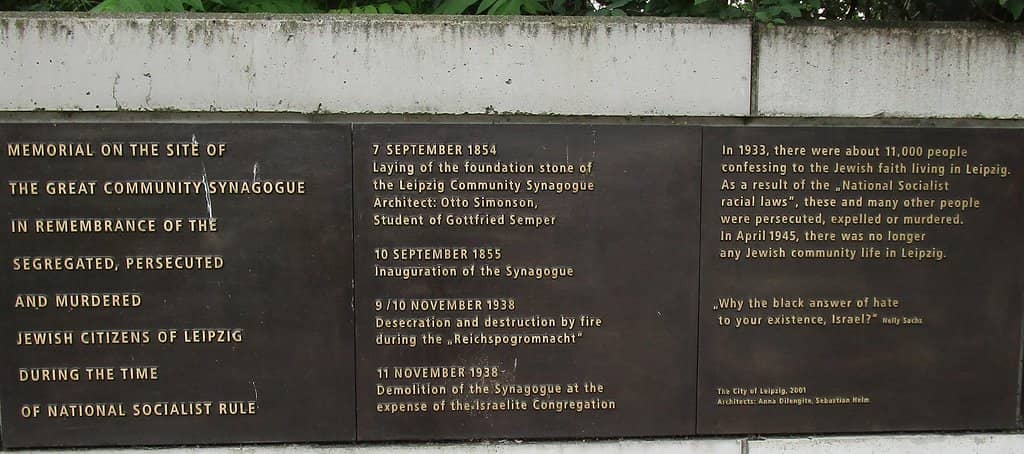 MEMORIAL ON THE SITE OF
THE GREAT COMMUNITY SYNAGOGUE
IN REMEMBRANCE OF THE
SEGREGATED, PERSECUTED
AND MURDERED
JEWISH CITIZENS OF LEIPZIG
DURING THE TIME
OF NATIONAL SOCIALIST RULE
7 SEPTEMBER 1854
Laying of the foundation stone of
the Leipzig Community Synagogue
Architect: Otto Simonson,
Student of Gottfried Semper
10 SEPTEMBER 1855
Inauguration of the Synagogue
9/10 NOVEMBER 1938
Desecration and destruction by fire
during the „Reichspogromnacht“
11 NOVEMBER 1938
Demolition of the Synagogue at the
expense of the Israelite Congregation
In 1933, there were about 11,000 people
confessing to the Jewish faith living in Leipzig.
As a result of the „National Socialist
racial laws“, these and many other people
were persecuted, expelled or murdered.
In April 1945, there was no longer
any Jewish community life in Leipzig.
„Why the black answer of hate
to your existence, Israel?“ Nelly Sachs
The City of Leipzig, 2001
Architects: Anna Dilengite, Sebastian Helm